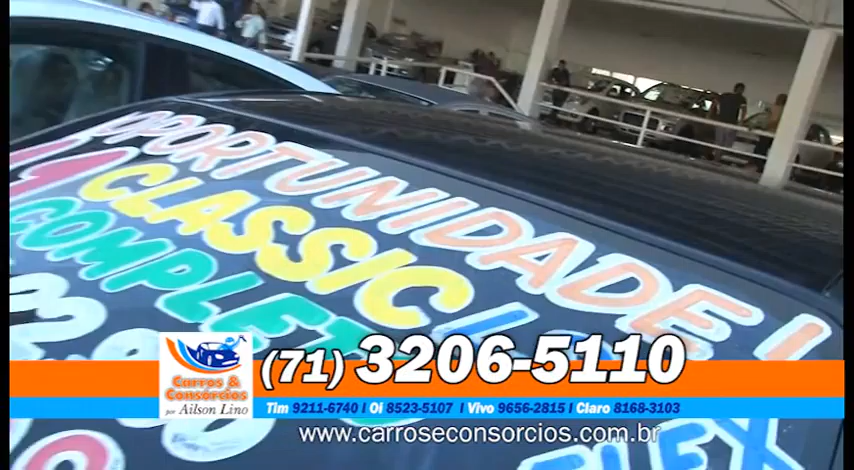 OPORTUNIDADE !
CLASSIC
COMPLETO
Carros &
Consórcios
por Ailson Lino
(71) 3206-5110
Tim 9211-6740 | Oi 8523-5107 | Vivo 9656-2815 | Claro 8168-3103
www.carroseconsorcios.com.br
FLEX